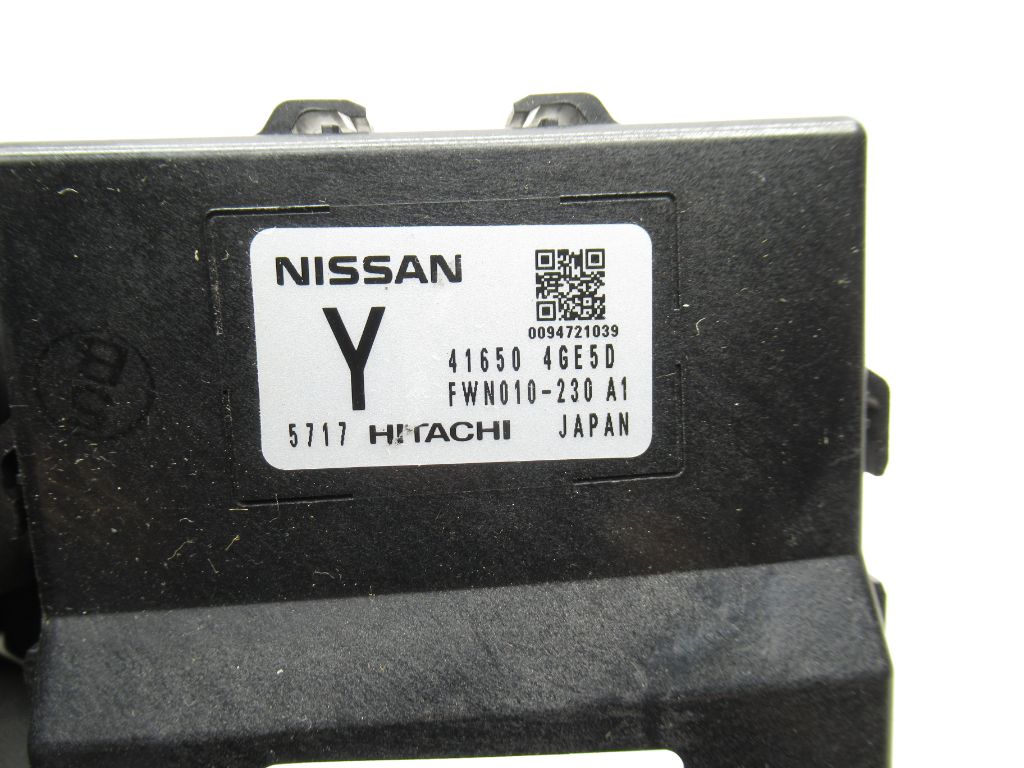 NISSAN
0094721039
Y
41650 4GE5D
FWN010-230 A1
5717 HITACHI JAPAN